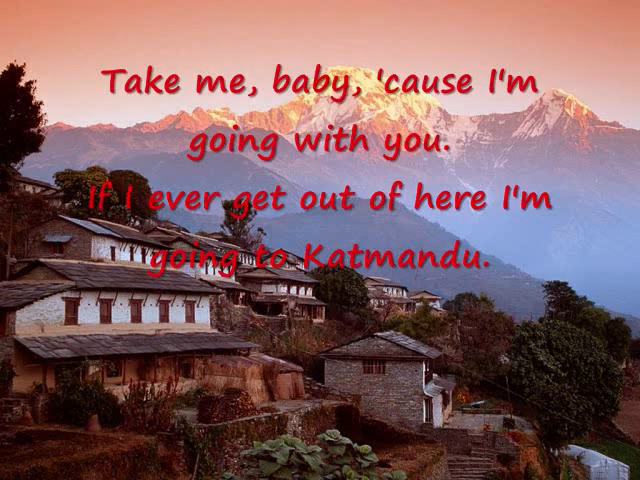 Take me, baby, 'cause I'm
going with you.
If I ever get out of here I'm
going to Katmandu.